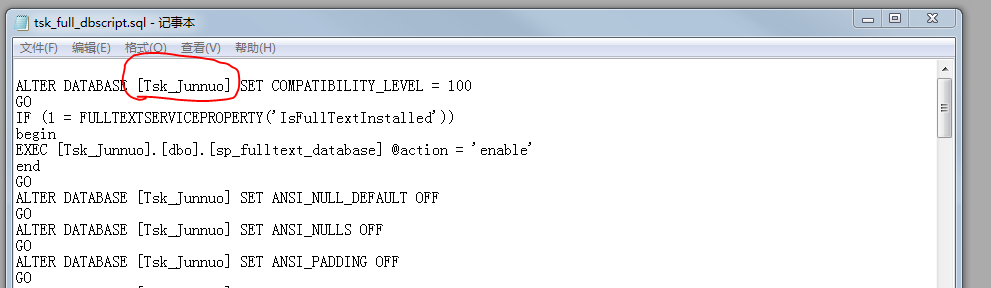 tsk_full_dbscript.sql - 记事本
文件(F) 编辑(E) 格式(O) 查看(V) 帮助(H)
ALTER DATABASE [Tsk_Junnuo] SET COMPATIBILITY_LEVEL = 100
GO
IF (1 = FULLTEXTSERVICEPROPERTY('IsFullTextInstalled'))
begin
EXEC [Tsk_Junnuo].[dbo].[sp_fulltext_database] @action = 'enable'
end
GO
ALTER DATABASE [Tsk_Junnuo] SET ANSI_NULL_DEFAULT OFF
GO
ALTER DATABASE [Tsk_Junnuo] SET ANSI_NULLS OFF
GO
ALTER DATABASE [Tsk_Junnuo] SET ANSI_PADDING OFF
GO